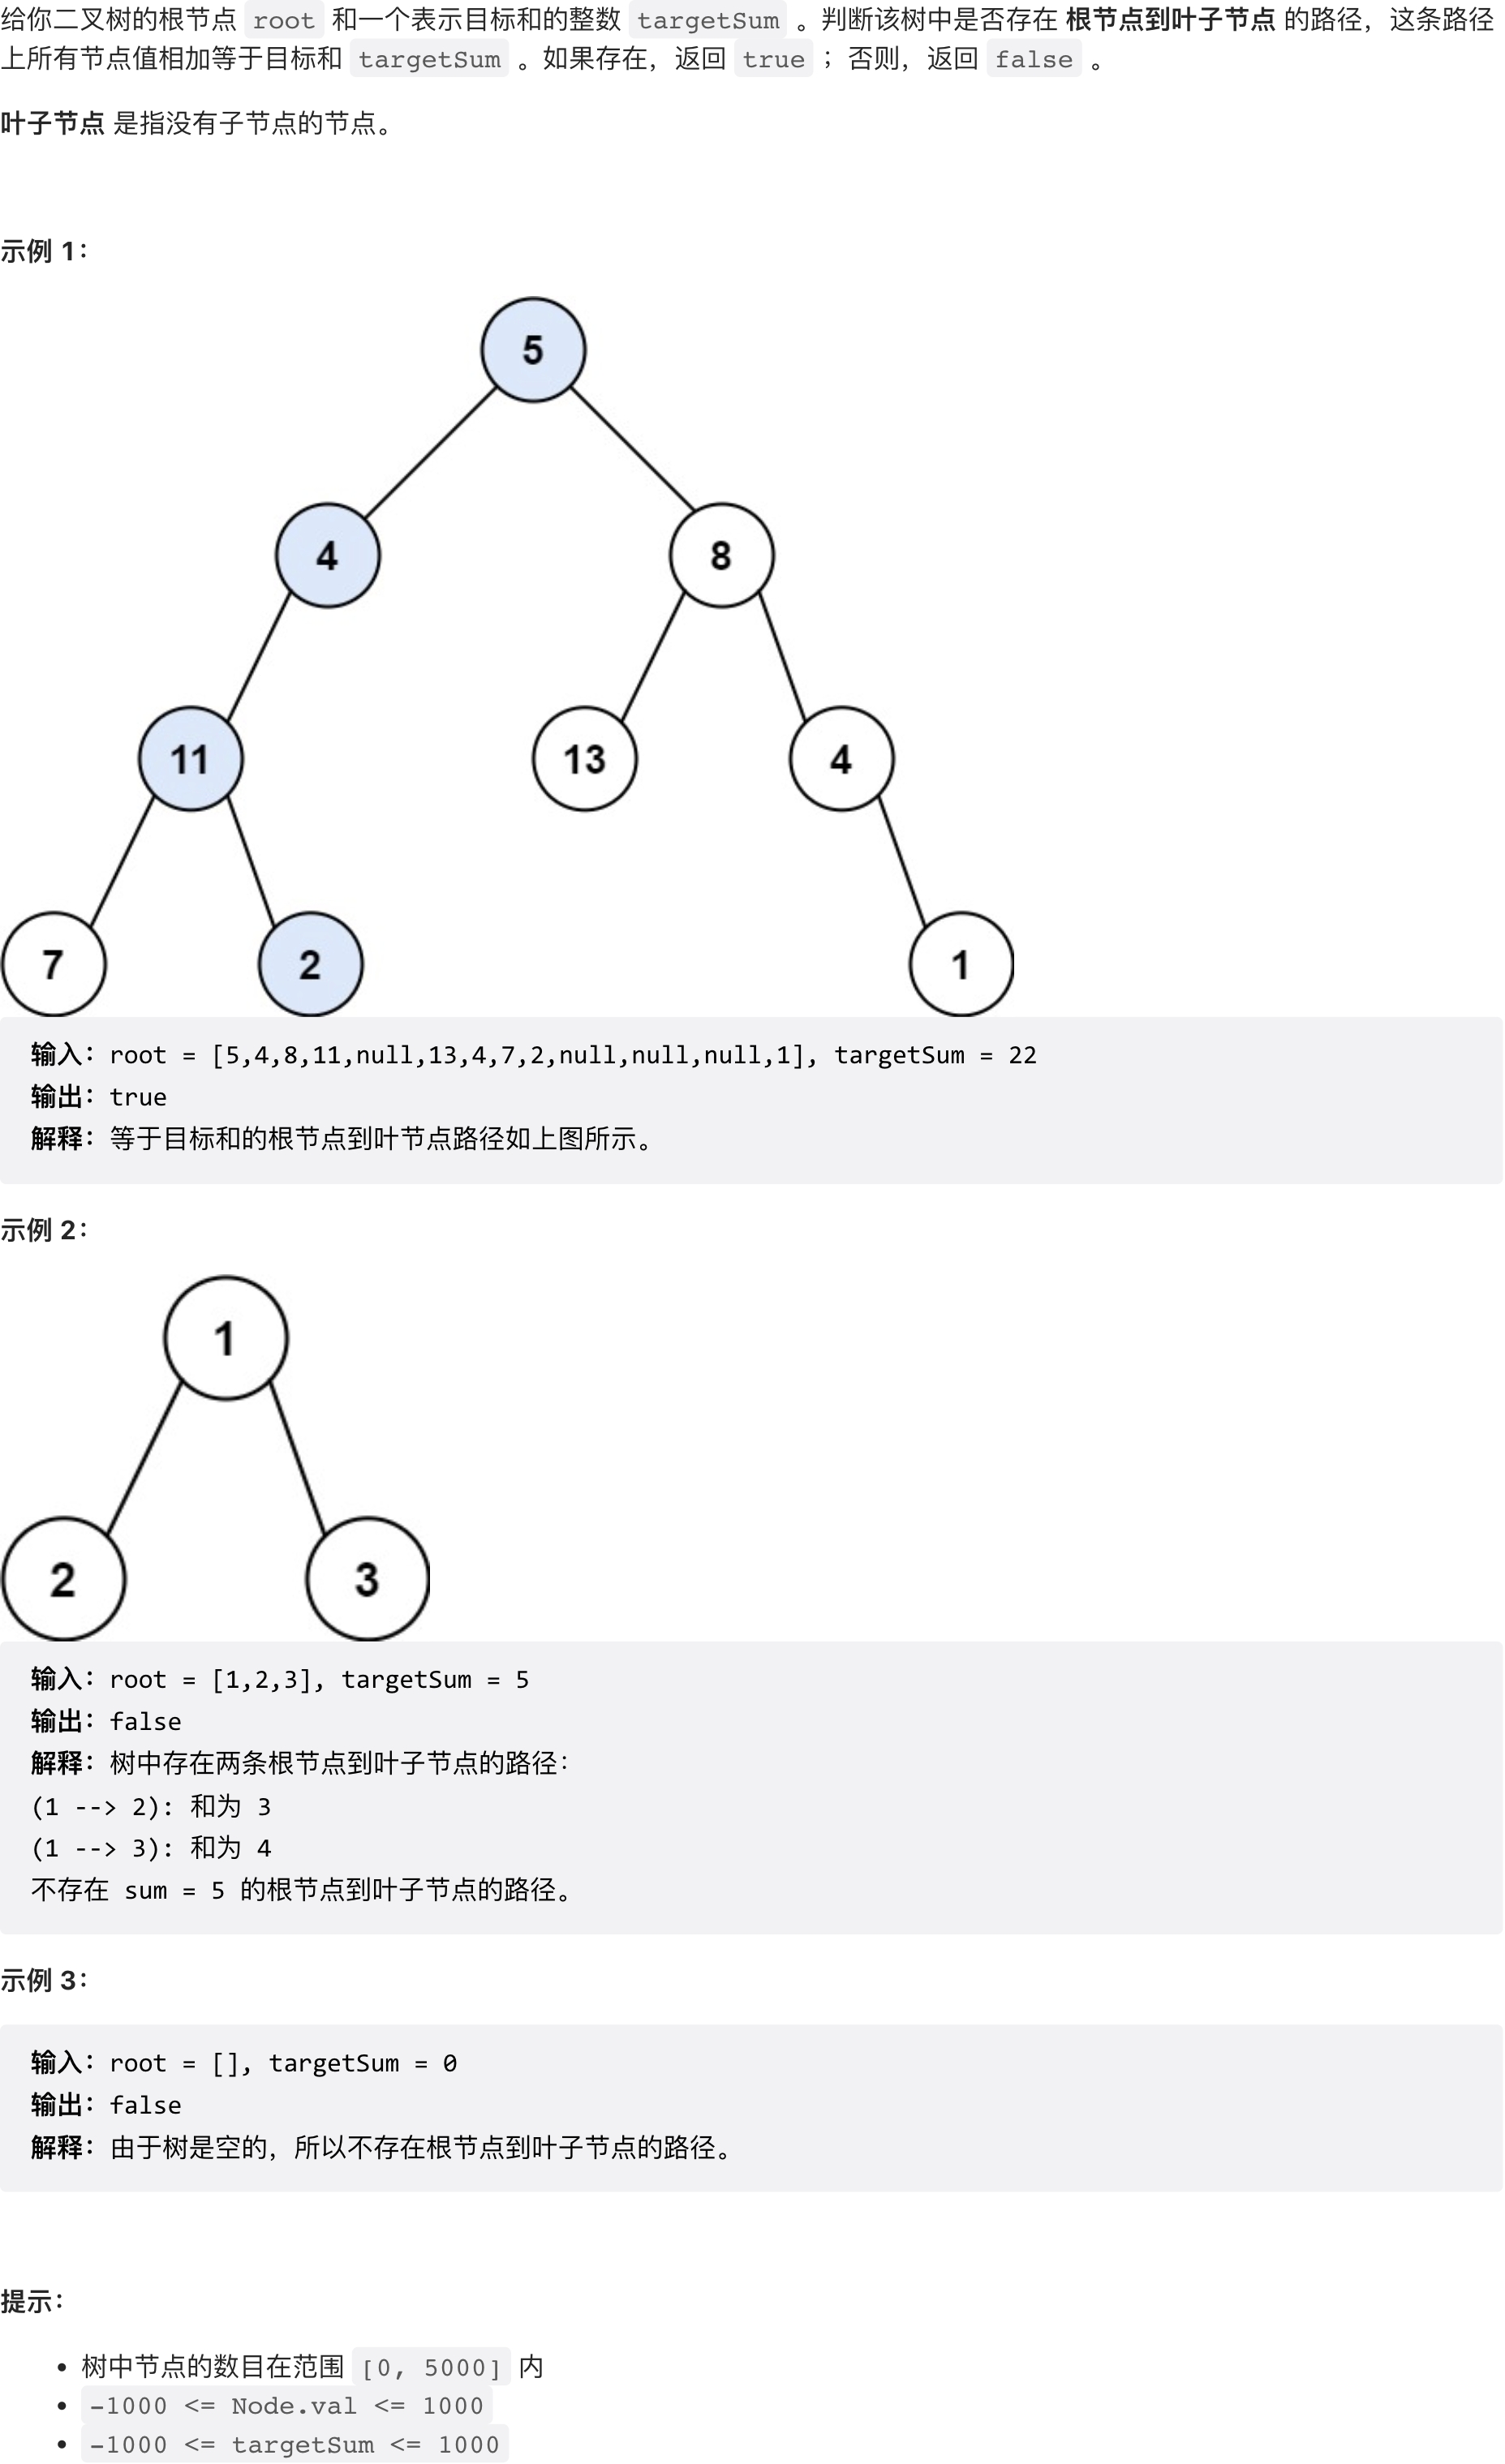 给你二叉树的根节点 root 和一个表示目标和的整数 targetSum 。判断该树中是否存在 根节点到叶子节点 的路径，这条路径
上所有节点值相加等于目标和 targetSum 。如果存在，返回 true ；否则，返回 false 。
叶子节点 是指没有子节点的节点。
示例 1：
5
4
8
11
13
4
7
2
1
输入：root = [5,4,8,11,null,13,4,7,2,null,null,null,1], targetSum = 22
输出：true
解释：等于目标和的根节点到叶节点路径如上图所示。
示例 2：
1
2
3
输入：root = [1,2,3], targetSum = 5
输出：false
解释：树中存在两条根节点到叶子节点的路径：
(1 --> 2): 和为 3
(1 --> 3): 和为 4
不存在 sum = 5 的根节点到叶子节点的路径。
示例 3：
输入：root = [], targetSum = 0
输出：false
解释：由于树是空的，所以不存在根节点到叶子节点的路径。
提示：
• 树中节点的数目在范围 [0, 5000] 内
• -1000 <= Node.val <= 1000
• -1000 <= targetSum <= 1000